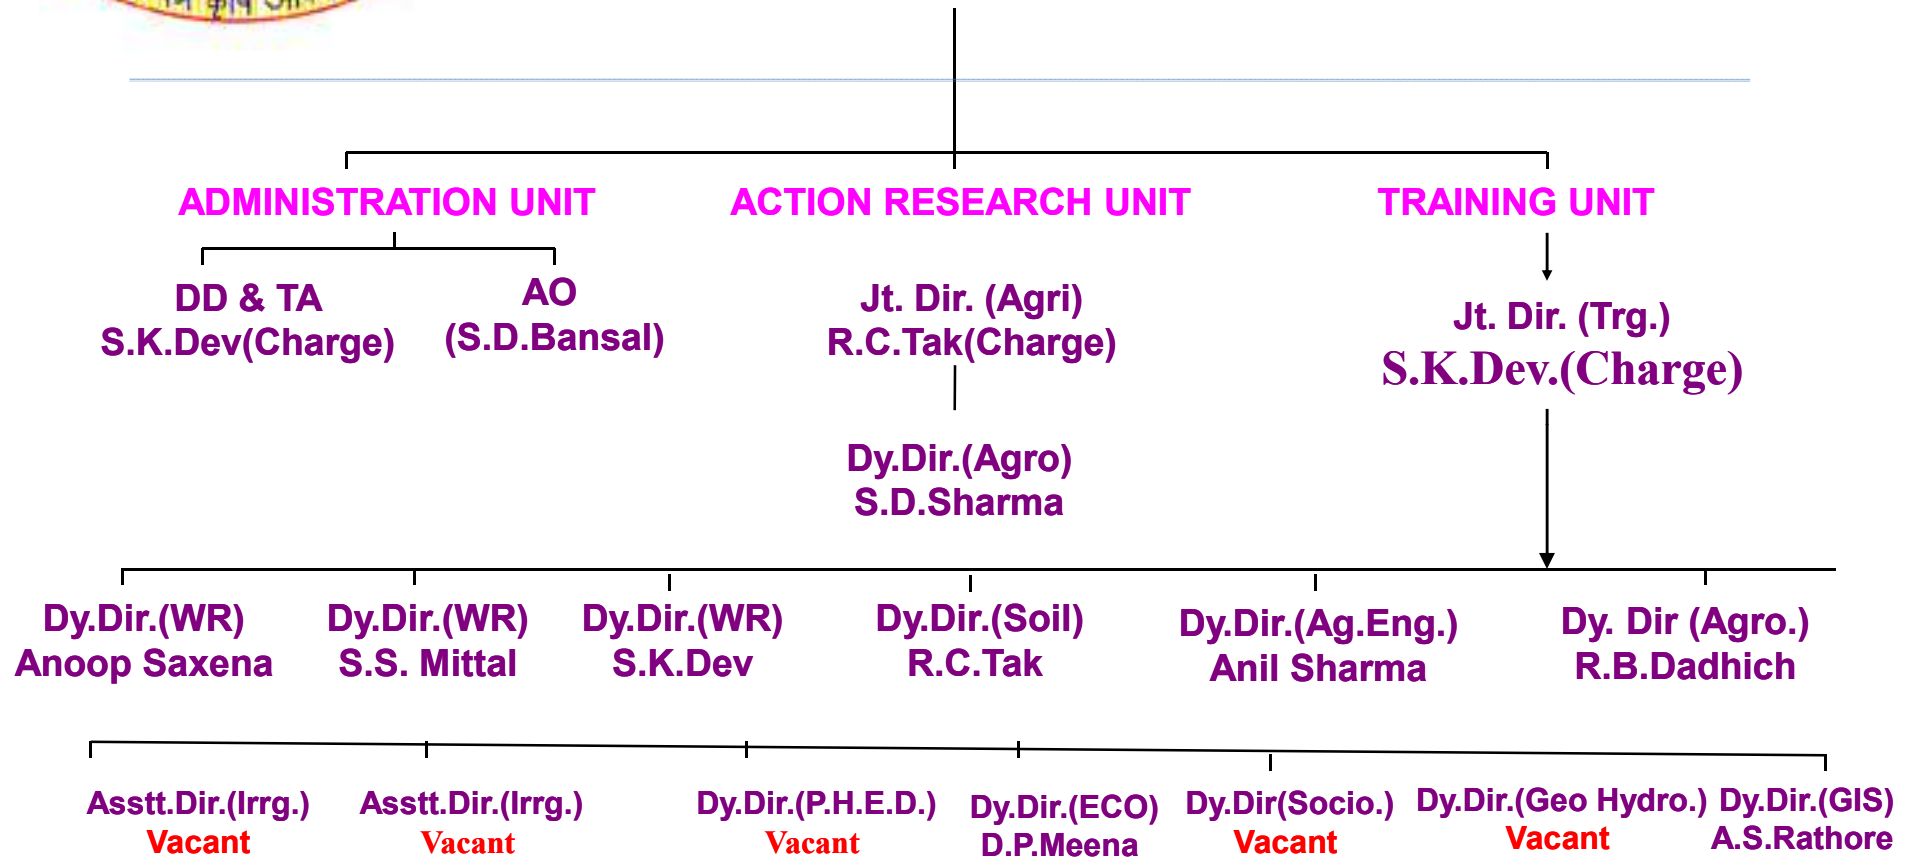 कृषि
ADMINISTRATION UNIT
ACTION RESEARCH UNIT
TRAINING UNIT
DD & TA
S.K.Dev(Charge)
AO
(S.D.Bansal)
Jt. Dir. (Agri)
R.C.Tak(Charge)
Jt. Dir. (Trg.)
S.K.Dev.(Charge)
Dy.Dir.(Agro)
S.D.Sharma
Dy.Dir.(WR)
Anoop Saxena
Dy.Dir.(WR)
S.S. Mittal
Dy.Dir.(WR)
S.K.Dev
Dy.Dir.(Soil)
R.C.Tak
Dy.Dir.(Ag.Eng.)
Anil Sharma
Dy. Dir (Agro.)
R.B.Dadhich
Asstt.Dir.(Irrg.)
Vacant
Asstt.Dir.(Irrg.)
Vacant
Dy.Dir.(P.H.E.D.)
Vacant
Dy.Dir.(ECO)
D.P.Meena
Dy.Dir(Socio.)
Vacant
Dy.Dir.(Geo Hydro.)
Vacant
Dy.Dir.(GIS)
A.S.Rathore